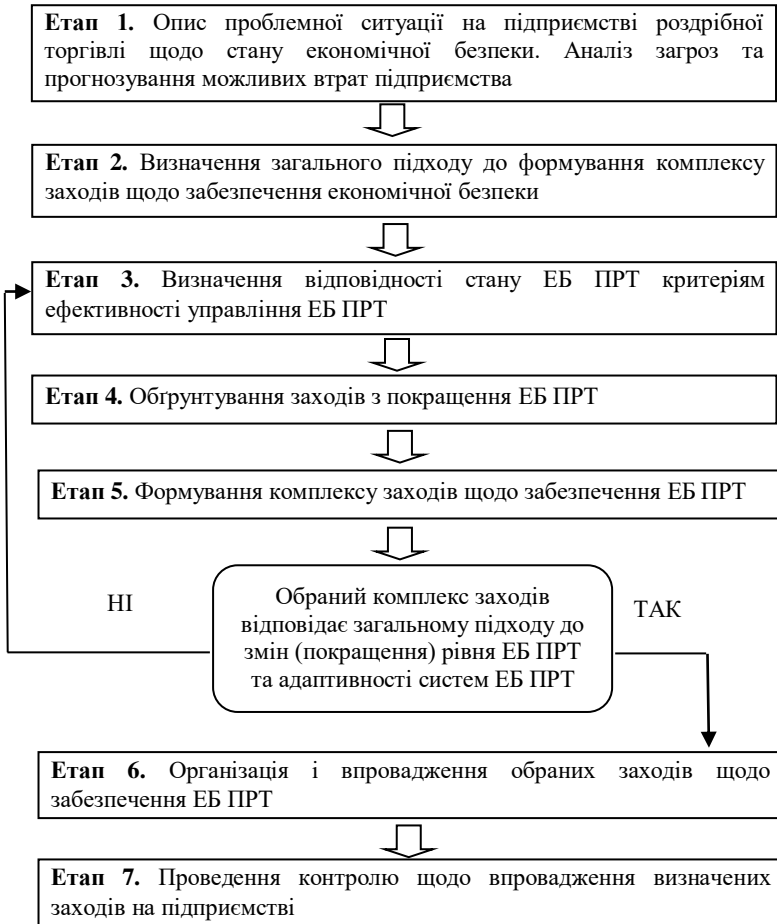 Етап 1. Опис проблемної ситуації на підприємстві роздрібної
торгівлі щодо стану економічної безпеки. Аналіз загроз та
прогнозування можливих втрат підприємства
Етап 2. Визначення загального підходу до формування комплексу
заходів щодо забезпечення економічної безпеки
Етап 3. Визначення відповідності стану ЕБ ПРТ критеріям
ефективності управління ЕБ ПРТ
Етап 4. Обґрунтування заходів з покращення ЕБ ПРТ
Етап 5. Формування комплексу заходів щодо забезпечення ЕБ ПРТ
НІ
Обраний комплекс заходів
відповідає загальному підходу до
змін (покращення) рівня ЕБ ПРТ
та адаптивності систем ЕБ ПРТ
ТАК
Етап 6. Організація і впровадження обраних заходів щодо
забезпечення ЕБ ПРТ
Етап 7. Проведення контролю щодо впровадження визначених
заходів на підприємстві